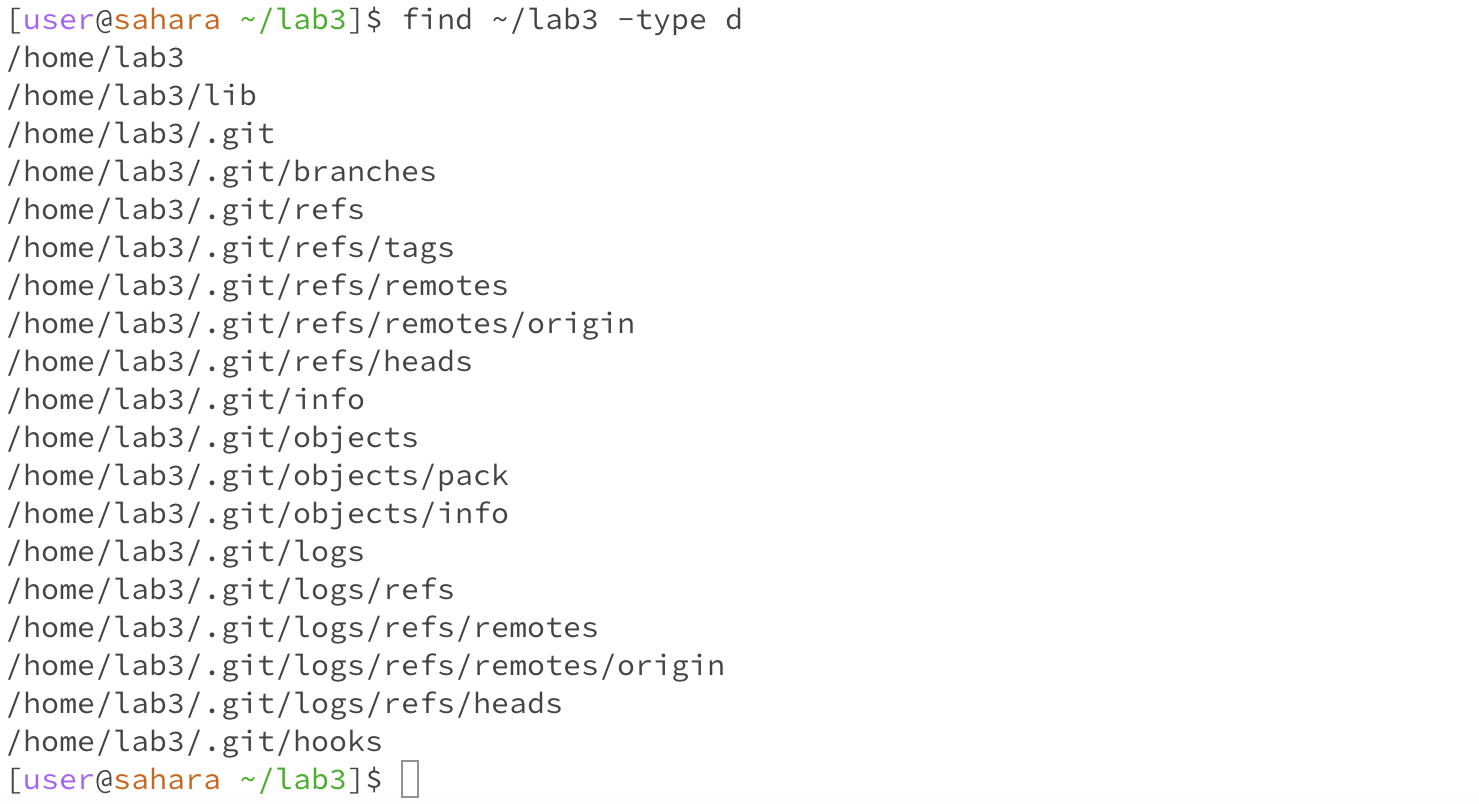 [user@sahara ~/lab3]$ find ~/lab3 -type d
/home/lab3
/home/lab3/lib
/home/lab3/.git
/home/lab3/.git/branches
/home/lab3/.git/refs
/home/lab3/.git/refs/tags
/home/lab3/.git/refs/remotes
/home/lab3/.git/refs/remotes/origin
/home/lab3/.git/refs/heads
/home/lab3/.git/info
/home/lab3/.git/objects
/home/lab3/.git/objects/pack
/home/lab3/.git/objects/info
/home/lab3/.git/logs
/home/lab3/.git/logs/refs
/home/lab3/.git/logs/refs/remotes
/home/lab3/.git/logs/refs/remotes/origin
/home/lab3/.git/logs/refs/heads
/home/lab3/.git/hooks
[user@sahara ~/lab3]$